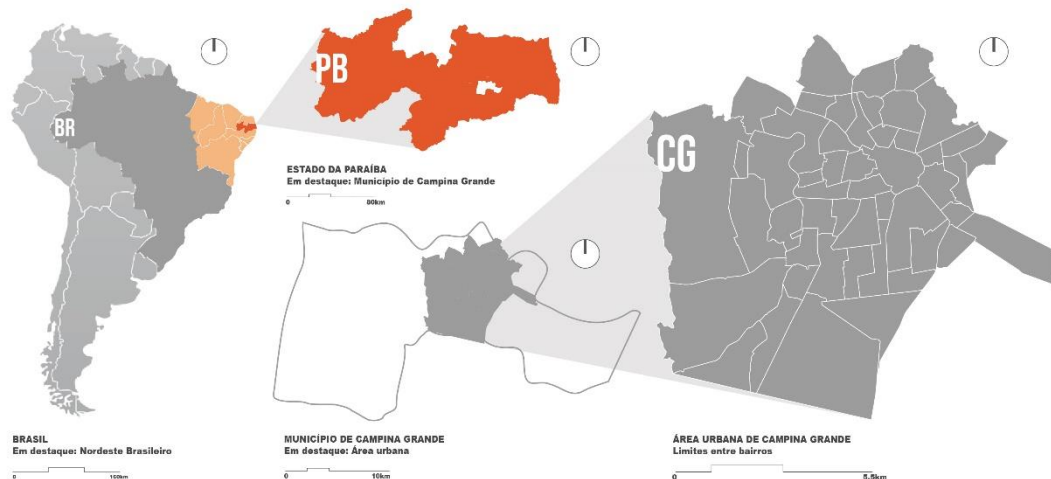 BR
PB
ESTADO DA PARAÍBA
Em destaque: Município de Campina Grande
0 80km
CG
BRASIL
Em destaque: Nordeste Brasileiro
0 150km
MUNICÍPIO DE CAMPINA GRANDE
Em destaque: Área urbana
0 10km
ÁREA URBANA DE CAMPINA GRANDE
Limites entre bairros
0 5,5km